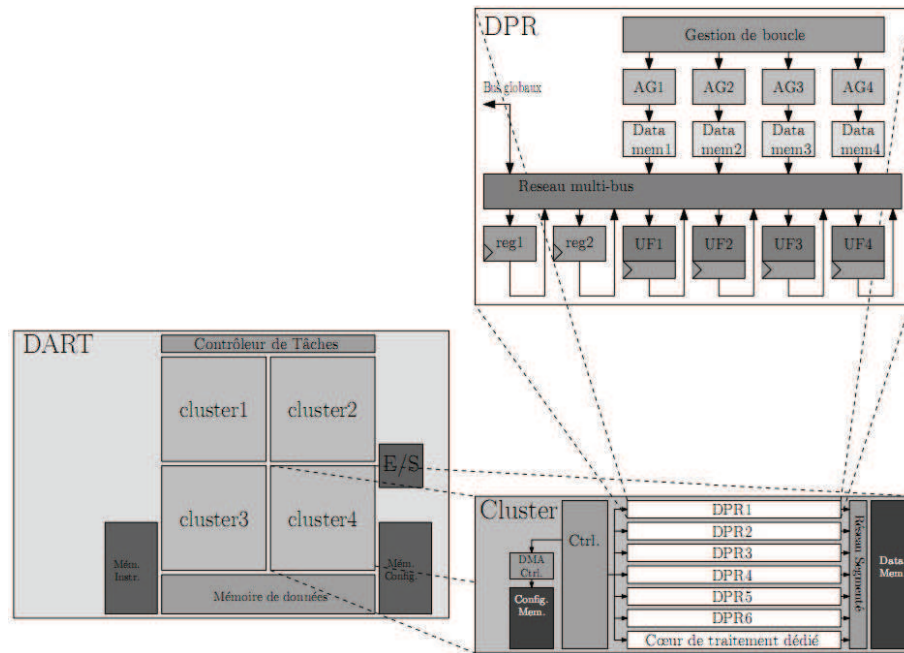 DPR
Gestion de boucle
Bus globaux
AG1 AG2 AG3 AG4
Data mem1
Data mem2
Data mem3
Data mem4
Reseau multi-bus
reg1 reg2 UF1 UF2 UF3 UF4
DART
Contrôleur de Tâches
cluster1 cluster2
E/S
cluster3 cluster4
Mém. Instr.
Mém. Config.
Mémoire de données
Cluster
Ctrl.
DMA Ctrl.
Config. Mem.
DPR1
DPR2
DPR3
DPR4
DPR5
DPR6
Cœur de traitement dédié
Réseau Segmenté
Data Mem.